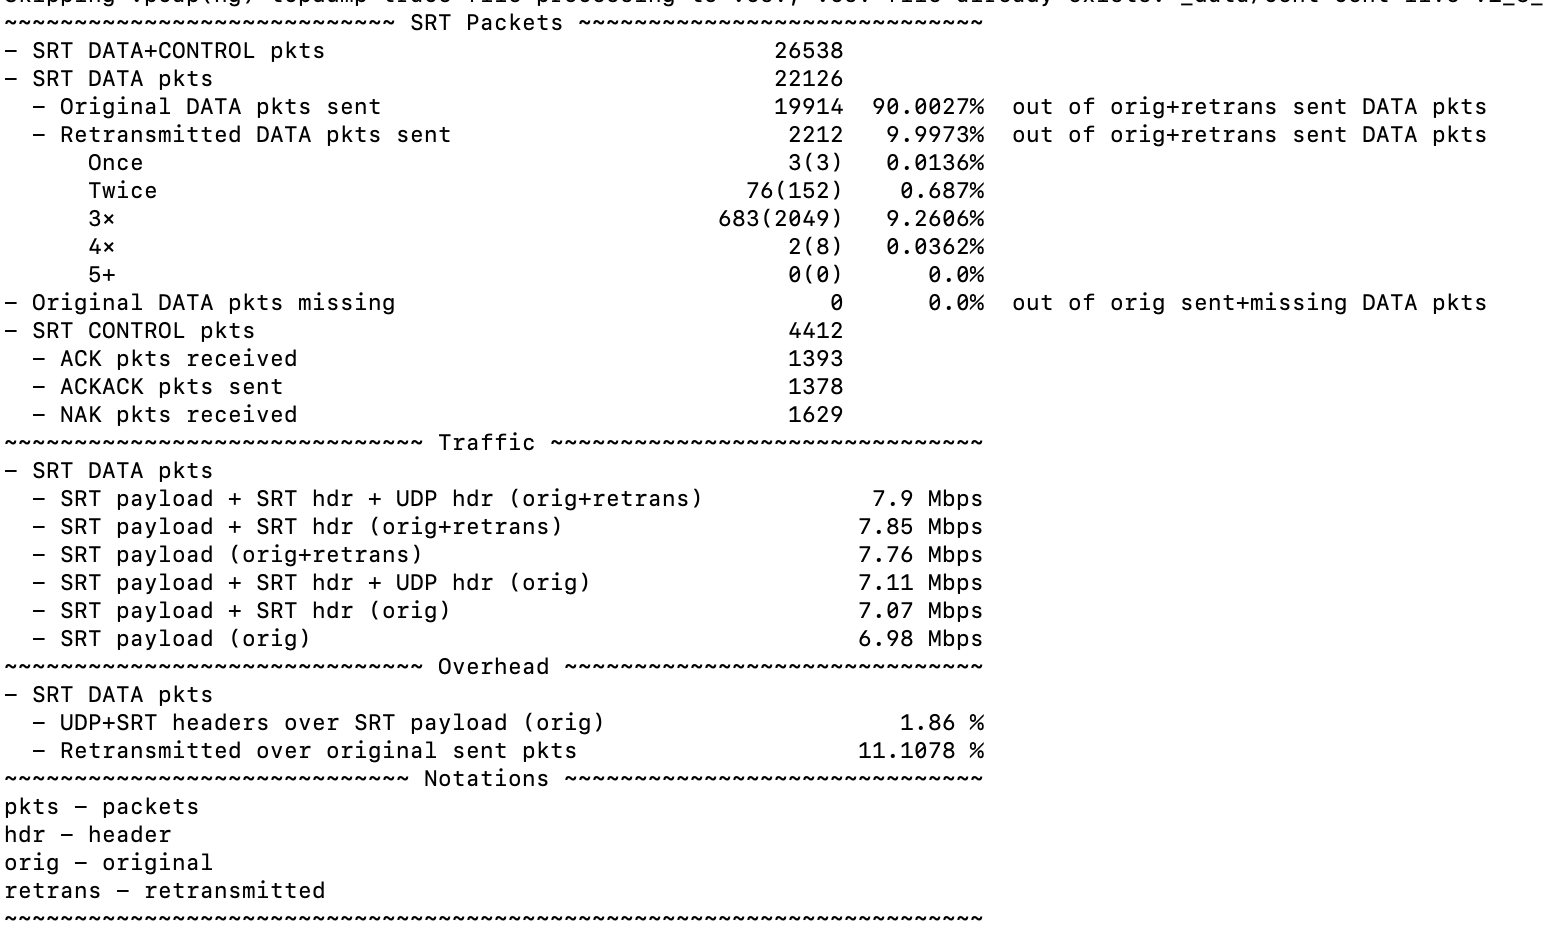 ~~~~~~~~~~~~~~~~~~~~~~~~~~~~ SRT Packets ~~~~~~~~~~~~~~~~~~~~~~~~~~~~~
– SRT DATA+CONTROL pkts 26538
– SRT DATA pkts 22126
– Original DATA pkts sent 19914 90.0027% out of orig+retrans sent DATA pkts
– Retransmitted DATA pkts sent 2212 9.9973% out of orig+retrans sent DATA pkts
Once 3(3) 0.0136%
Twice 76(152) 0.687%
3× 683(2049) 9.2606%
4× 2(8) 0.0362%
5+ 0(0) 0.0%
– Original DATA pkts missing 0 0.0% out of orig sent+missing DATA pkts
– SRT CONTROL pkts 4412
– ACK pkts received 1393
– ACKACK pkts sent 1378
– NAK pkts received 1629
~~~~~~~~~~~~~~~~~~~~~~~~~~~~~~ Traffic ~~~~~~~~~~~~~~~~~~~~~~~~~~~~~~~
– SRT DATA pkts
– SRT payload + SRT hdr + UDP hdr (orig+retrans) 7.9 Mbps
– SRT payload + SRT hdr (orig+retrans) 7.85 Mbps
– SRT payload (orig+retrans) 7.76 Mbps
– SRT payload + SRT hdr + UDP hdr (orig) 7.11 Mbps
– SRT payload + SRT hdr (orig) 7.07 Mbps
– SRT payload (orig) 6.98 Mbps
~~~~~~~~~~~~~~~~~~~~~~~~~~~~~~ Overhead ~~~~~~~~~~~~~~~~~~~~~~~~~~~~~~
– SRT DATA pkts
– UDP+SRT headers over SRT payload (orig) 1.86 %
– Retransmitted over original sent pkts 11.1078 %
~~~~~~~~~~~~~~~~~~~~~~~~~~~~~ Notations ~~~~~~~~~~~~~~~~~~~~~~~~~~~~~~
pkts – packets
hdr – header
orig – original
retrans – retransmitted
~~~~~~~~~~~~~~~~~~~~~~~~~~~~~~~~~~~~~~~~~~~~~~~~~~~~~~~~~~~~~~~~~~~~~~